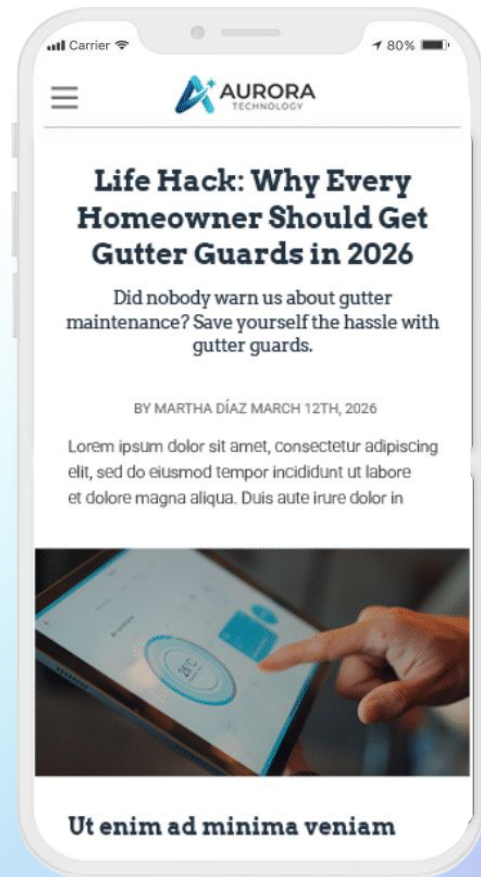 Carrier
80%
AURORA
TECHNOLOGY
Life Hack: Why Every
Homeowner Should Get
Gutter Guards in 2026
Did nobody warn us about gutter
maintenance? Save yourself the hassle with
gutter guards.
BY MARTHA DÍAZ MARCH 12TH, 2026
Lorem ipsum dolor sit amet, consectetur adipiscing
elit, sed do eiusmod tempor incididunt ut labore
et dolore magna aliqua. Duis aute irure dolor in
Ut enim ad minima veniam